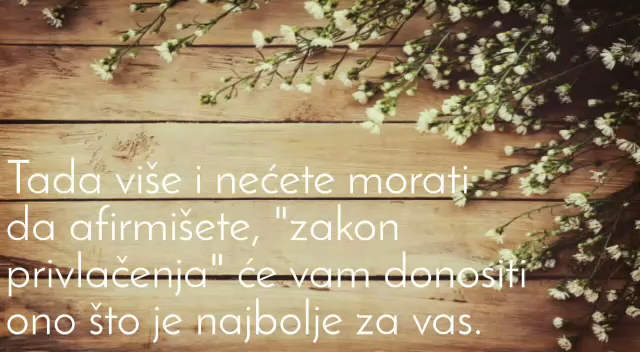 Tada više i nećete morati
da afirmišete, "zakon
privlačenja" će vam donositi
ono što je najbolje za vas.